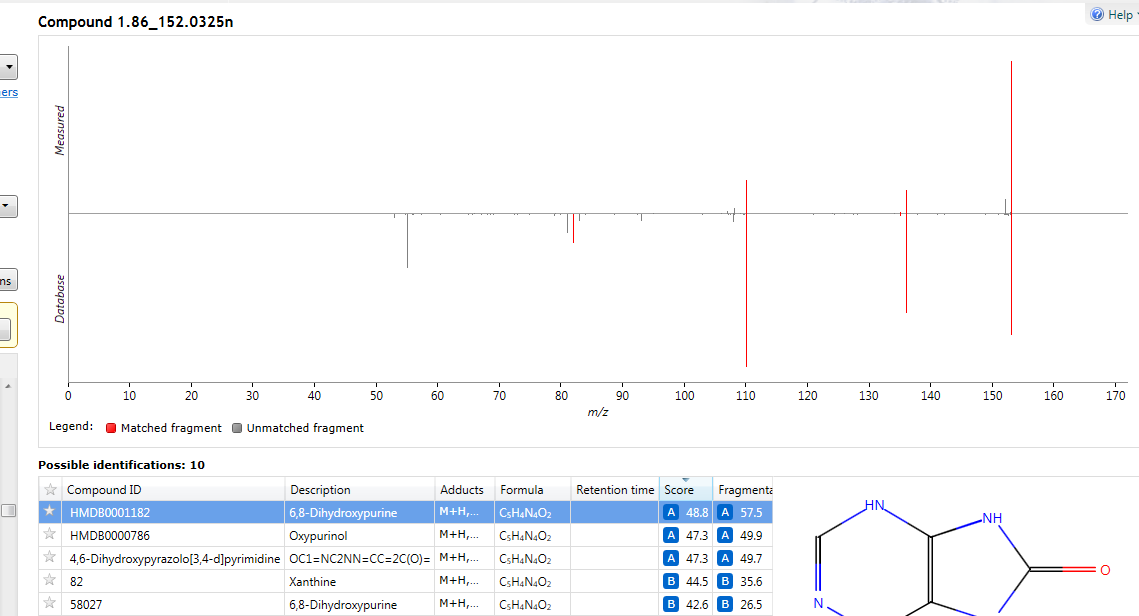 Compound 1.86_152.0325n
Help
ers
ns
Measured
Database
0 10 20 30 40 50 60 70 80 90 100 110 120 130 140 150 160 170
m/z
Legend: Matched fragment Unmatched fragment
Possible identifications: 10
Compound ID Description Adducts Formula Retention time Score Fragmenta
HMDB0001182 6,8-Dihydroxypurine M+H,... C₅H₄N₄O₂ A 48.8 A 57.5
HMDB0000786 Oxypurinol M+H,... C₅H₄N₄O₂ A 47.3 A 49.9
4,6-Dihydroxypyrazolo[3,4-d]pyrimidine OC1=NC2NN=CC=2C(O)= M+H,... C₅H₄N₄O₂ A 47.3 A 49.7
82 Xanthine M+H,... C₅H₄N₄O₂ B 44.5 B 35.6
58027 6,8-Dihydroxypurine M+H,... C₅H₄N₄O₂ B 42.6 B 26.5
HN
NH
O
N